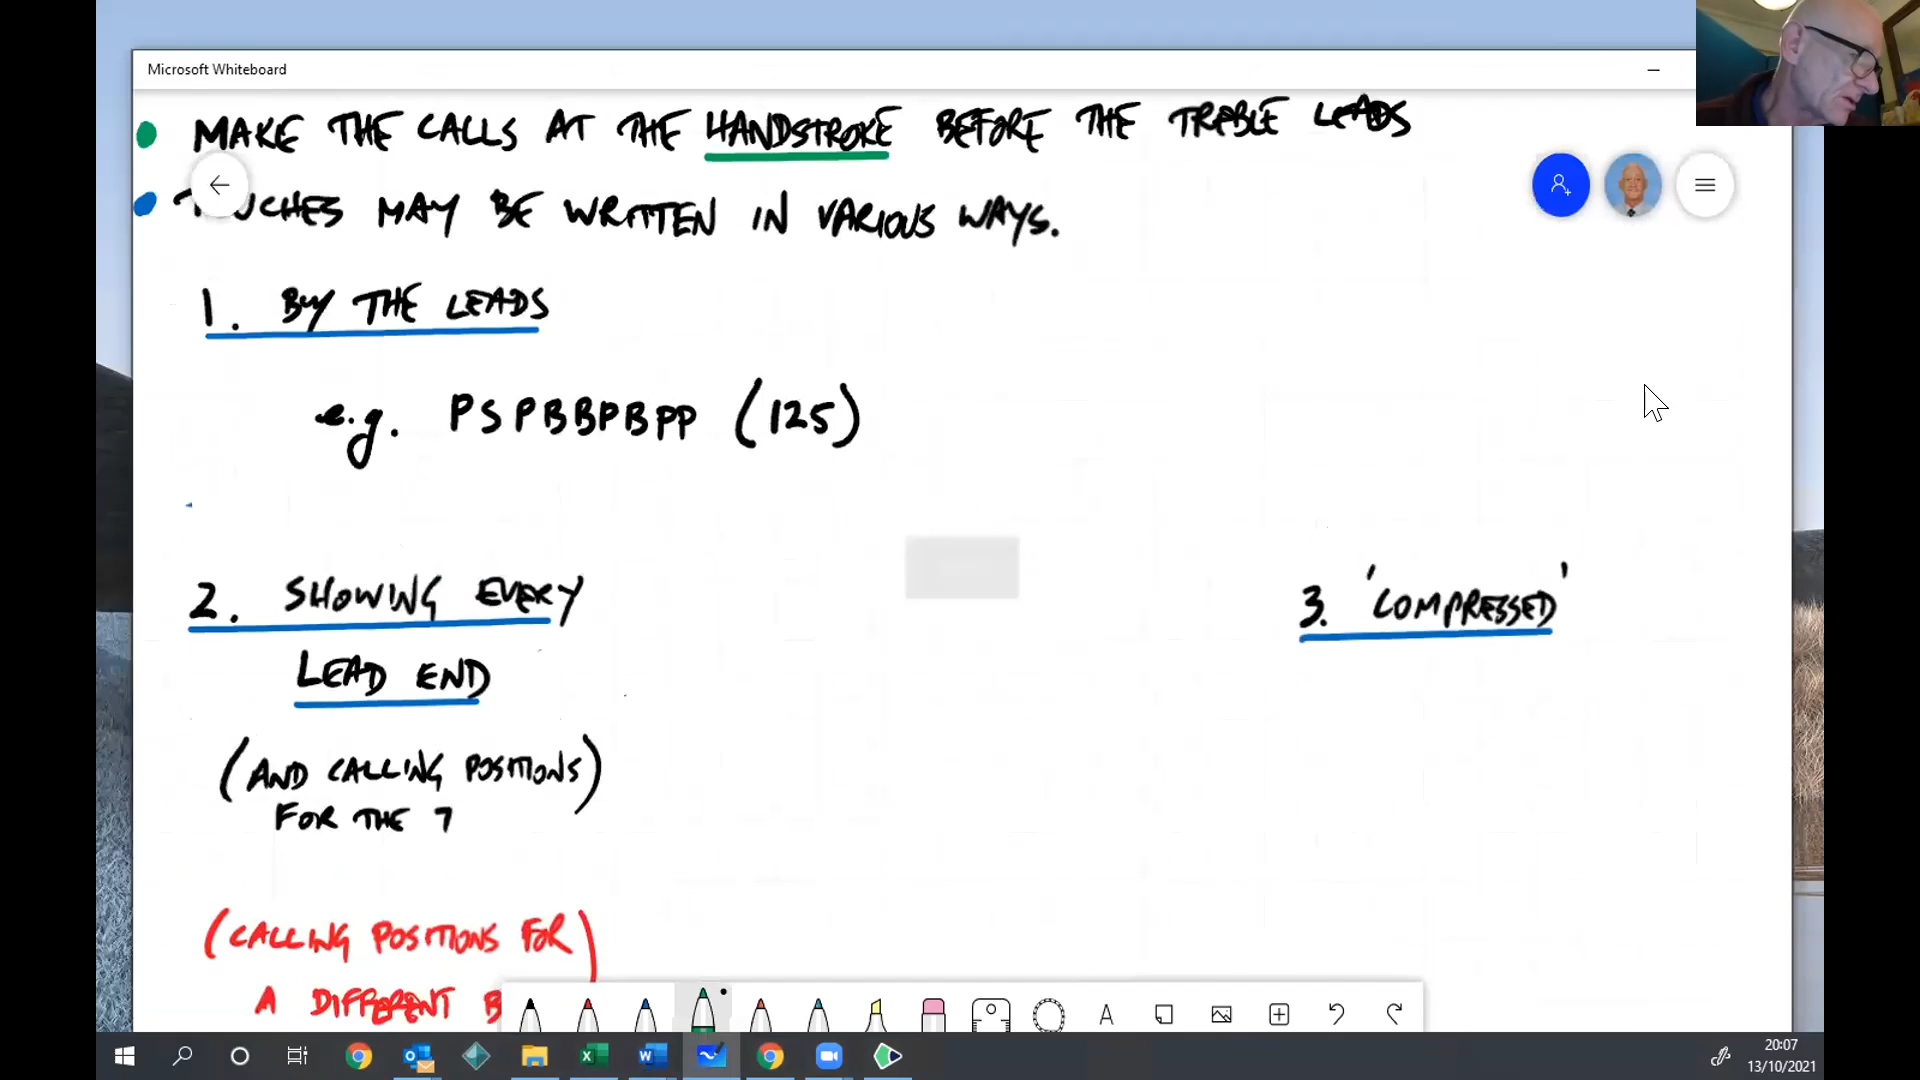 Microsoft Whiteboard
MAKE THE CALLS AT THE HANDSTROKE BEFORE THE TREBLE LEADS
TOUCHES MAY BE WRITTEN IN VARIOUS WAYS.
1. BY THE LEADS
e.g. PSPBBPBPP (125)
2. SHOWING EVERY
LEAD END
3. 'COMPRESSED'
(AND CALLING POSITIONS)
FOR THE 7
(CALLING POSITIONS FOR)
A DIFFERENT B
20:07
13/10/2021